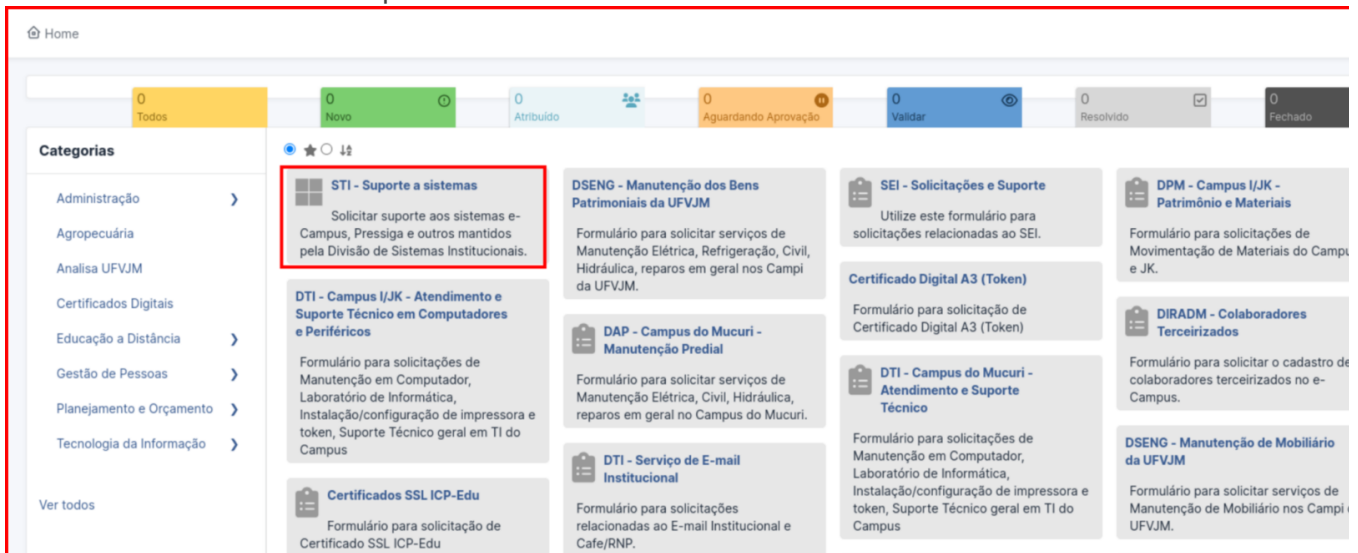 Home
0
Todos
0
Novo
0
Atribuído
0
Aguardando Aprovação
0
Validar
0
Resolvido
0
Fechado
Categorias
Administração
Agropecuária
Analisa UFVJM
Certificados Digitais
Educação a Distância
Gestão de Pessoas
Planejamento e Orçamento
Tecnologia da Informação
Ver todos
STI - Suporte a sistemas
Solicitar suporte aos sistemas e-
Campus, Pressiga e outros mantidos
pela Divisão de Sistemas Institucionais.
DTI - Campus I/JK - Atendimento e
Suporte Técnico em Computadores
e Periféricos
Formulário para solicitações de
Manutenção em Computador,
Laboratório de Informática,
Instalação/configuração de impressora e
token, Suporte Técnico geral em TI do
Campus
Certificados SSL ICP-Edu
Formulário para solicitação de
Certificado SSL ICP-Edu
DSENG - Manutenção dos Bens
Patrimoniais da UFVJM
Formulário para solicitar serviços de
Manutenção Elétrica, Refrigeração, Civil,
Hidráulica, reparos em geral nos Campi
da UFVJM.
DAP - Campus do Mucuri -
Manutenção Predial
Formulário para solicitar serviços de
Manutenção Elétrica, Civil, Hidráulica,
reparos em geral no Campus do Mucuri.
DTI - Serviço de E-mail
Institucional
Formulário para solicitações
relacionadas ao E-mail Institucional e
Cafe/RNP.
SEI - Solicitações e Suporte
Utilize este formulário para
solicitações relacionadas ao SEI.
Certificado Digital A3 (Token)
Formulário para solicitação de
Certificado Digital A3 (Token)
DTI - Campus do Mucuri -
Atendimento e Suporte
Técnico
Formulário para solicitações de
Manutenção em Computador,
Laboratório de Informática,
Instalação/configuração de impressora e
token, Suporte Técnico geral em TI do
Campus
DPM - Campus I/JK -
Patrimônio e Materiais
Formulário para solicitações de
Movimentação de Materiais do Campu
e JK.
DIRADM - Colaboradores
Terceirizados
Formulário para solicitar o cadastro de
colaboradores terceirizados no e-
Campus.
DSENG - Manutenção de Mobiliário
da UFVJM
Formulário para solicitar serviços de
Manutenção de Mobiliário nos Campi
UFVJM.